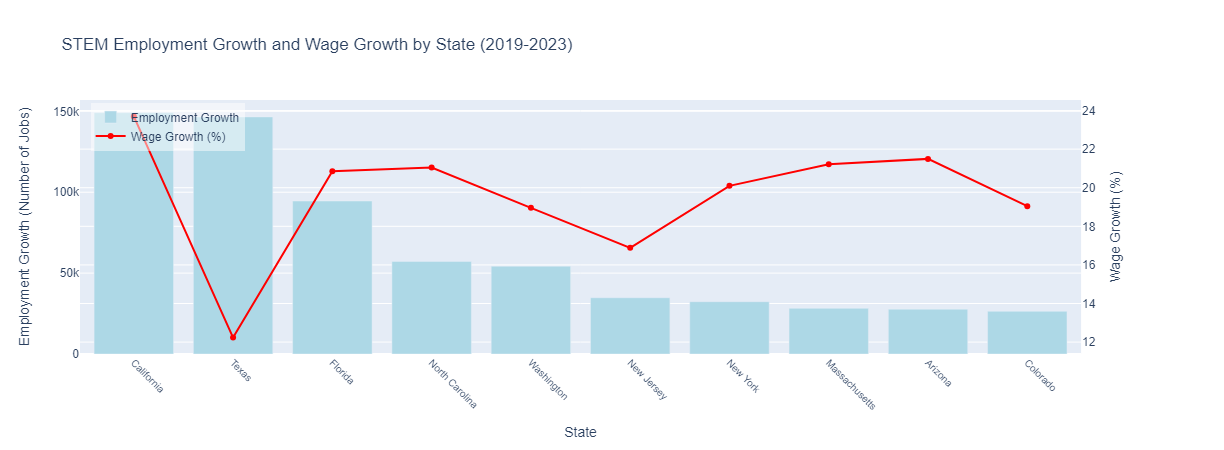 STEM Employment Growth and Wage Growth by State (2019-2023)
Employment Growth
Wage Growth (%)
Employment Growth (Number of Jobs)
150k
100k
50k
0
24
22
20
18
16
14
12
Wage Growth (%)
California
Texas
Florida
North Carolina
Washington
New Jersey
New York
Massachusetts
Arizona
Colorado
State